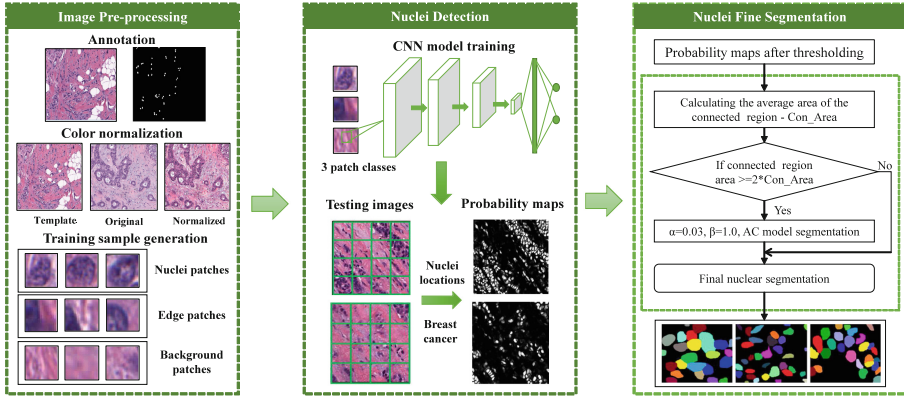 Image Pre-processing
Annotation
Color normalization
Template
Original
Normalized
Training sample generation
Nuclei patches
Edge patches
Background
patches
Nuclei Detection
CNN model training
3 patch classes
Testing images
Probability maps
Nuclei
locations
Breast
cancer
Nuclei Fine Segmentation
Probability maps after thresholding
Calculating the average area of the
connected region - Con_Area
If connected region
area >=2*Con_Area
No
Yes
α=0.03, β=1.0, AC model segmentation
Final nuclear segmentation